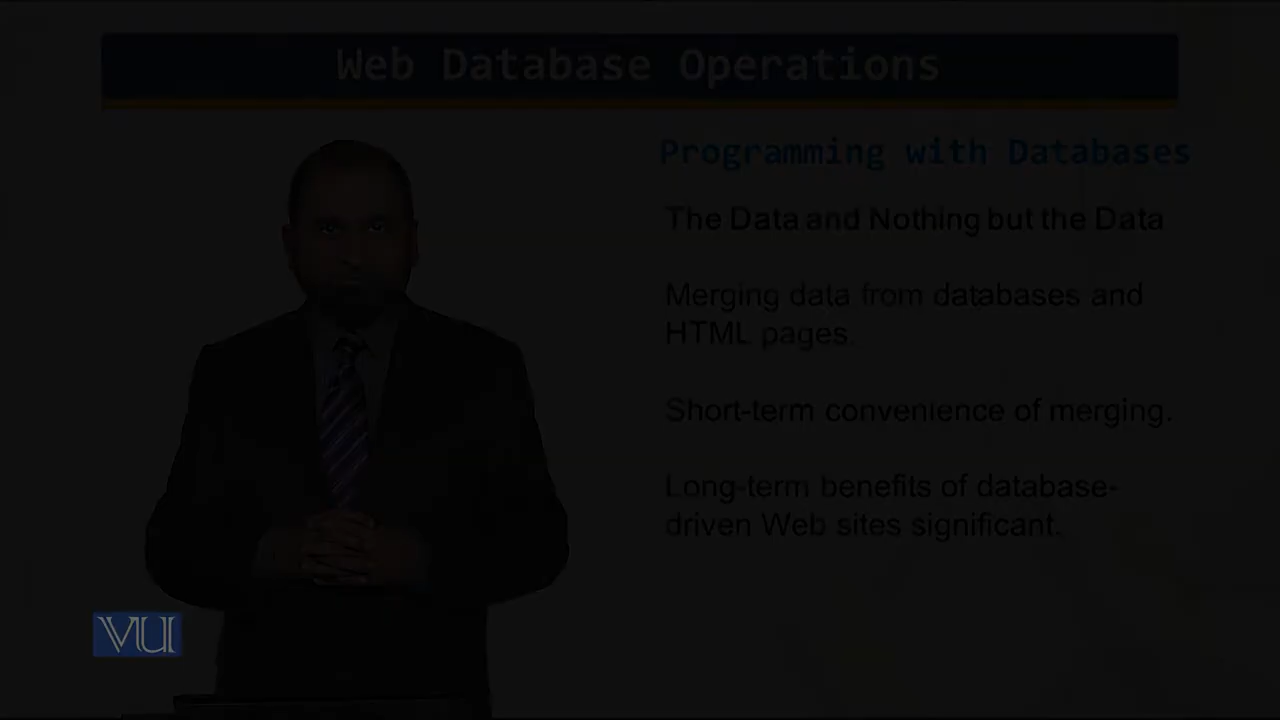 Web Database Operations
Programming with Databases
The Data and Nothing but the Data
Merging data from databases and
HTML pages.
Short-term convenience of merging.
Long-term benefits of database-
driven Web sites significant.
VU